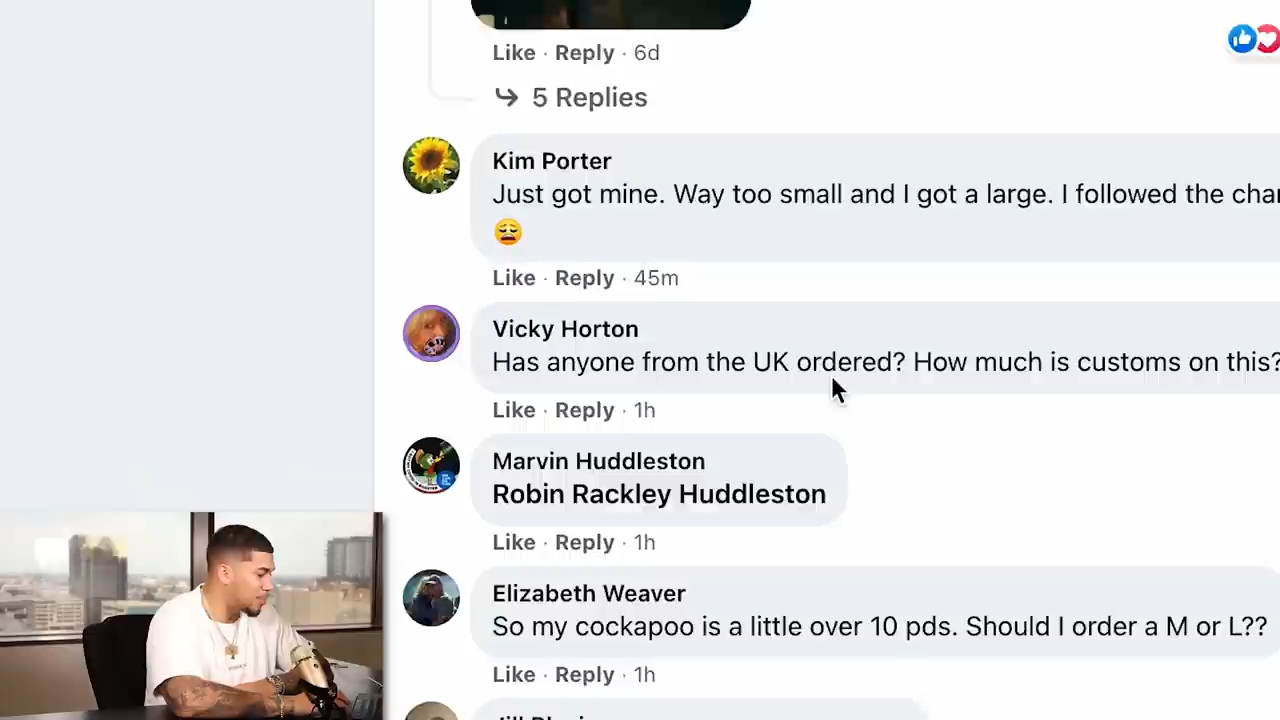 Like · Reply · 6d
5 Replies
Kim Porter
Just got mine. Way too small and I got a large. I followed the
😩
Like · Reply · 45m
Vicky Horton
Has anyone from the UK ordered? How much is customs on this?
Like · Reply · 1h
Marvin Huddleston
Robin Rackley Huddleston
Like · Reply · 1h
Elizabeth Weaver
So my cockapoo is a little over 10 pds. Should I order a M or L??
Like · Reply · 1h